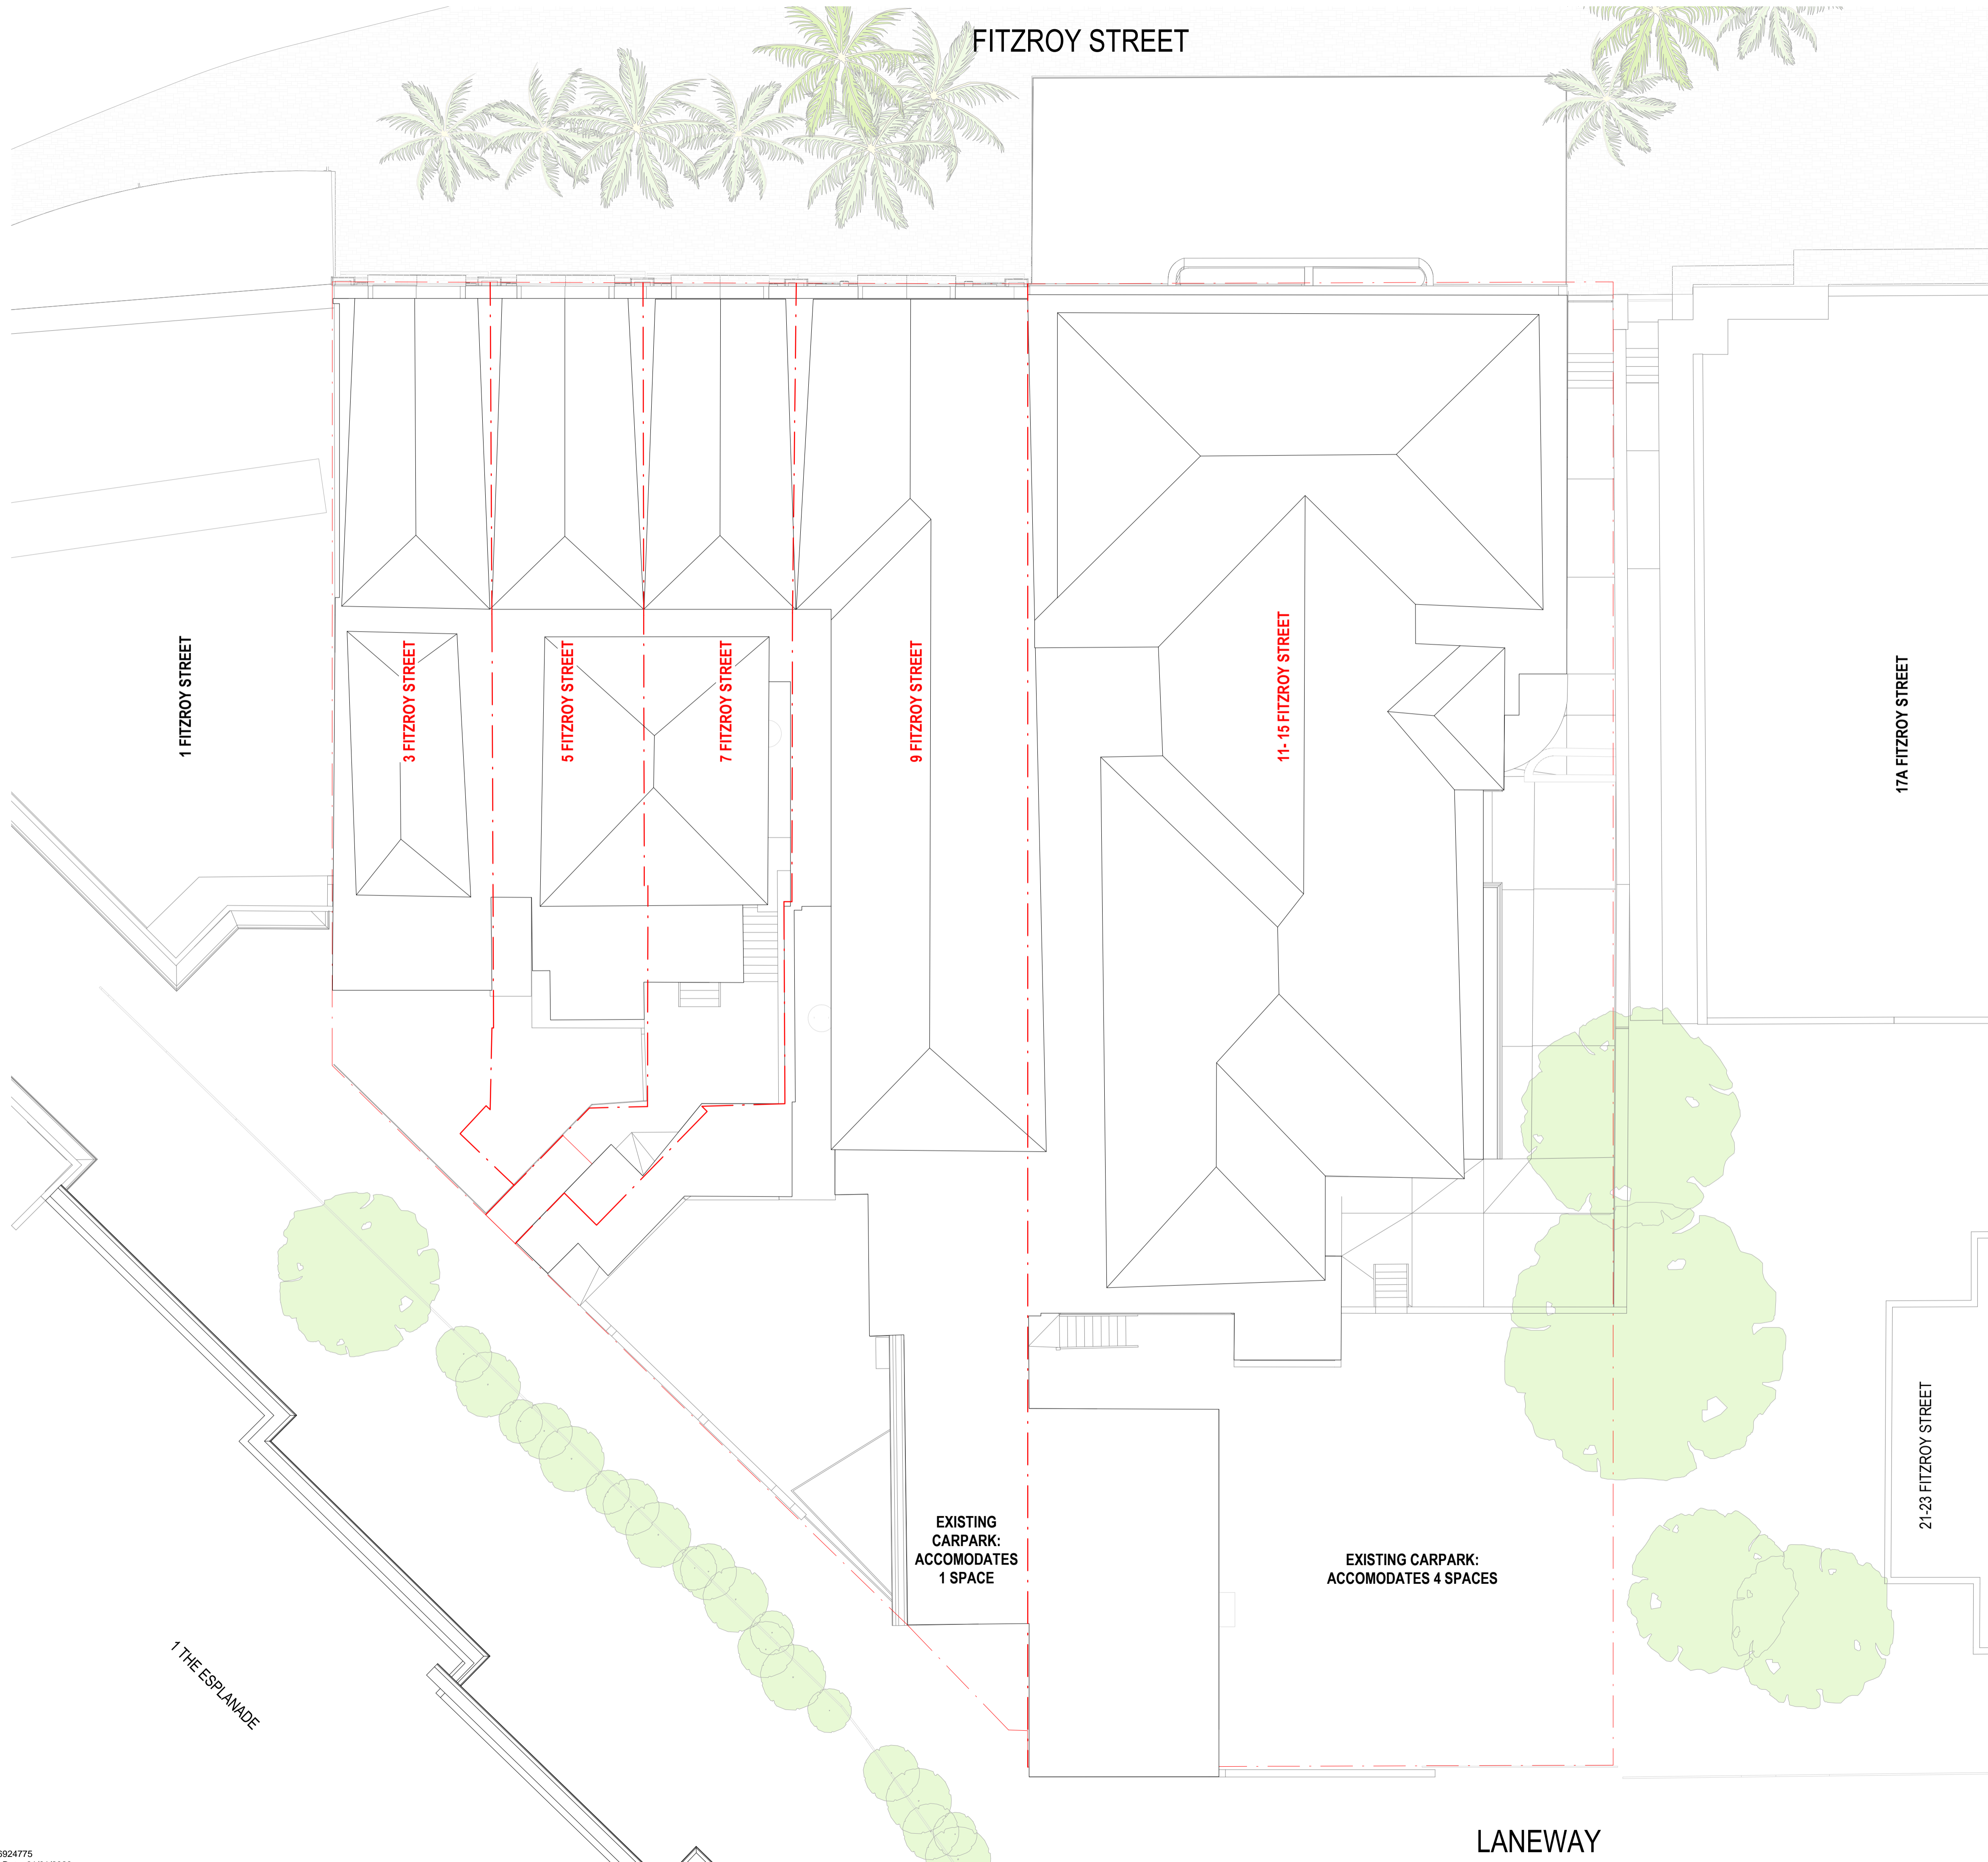 FITZROY STREET
1 FITZROY STREET
3 FITZROY STREET
5 FITZROY STREET
7 FITZROY STREET
9 FITZROY STREET
11- 15 FITZROY STREET
17A FITZROY STREET
21-23 FITZROY STREET
EXISTING
CARPARK:
ACCOMODATES
1 SPACE
EXISTING CARPARK:
ACCOMODATES 4 SPACES
1 THE ESPLANADE
LANEWAY
6924775